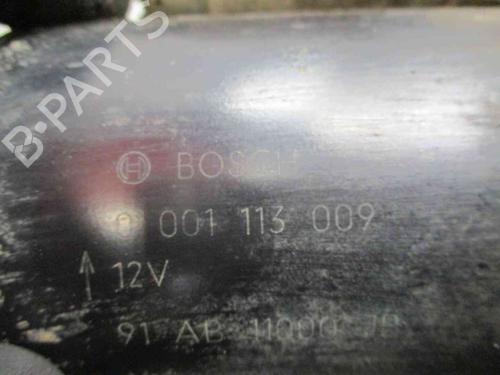 B-PARTS
BOSCH
0 001 113 009
12V
91 AB 11000